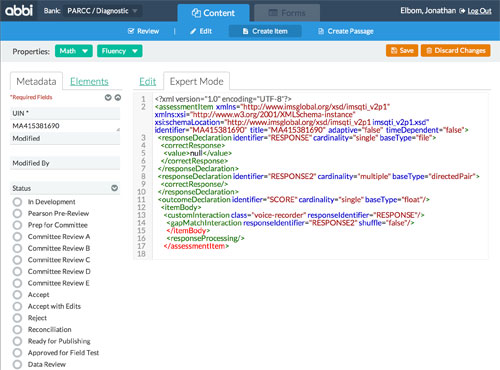 abbi
Bank: PARCC / Diagnostic
Content
Forms
Elbom, Jonathan
Log Out
Review
Edit
Create Item
Create Passage
Properties:
Math
Fluency
Save
Discard Changes
Metadata
Elements
Edit
Expert Mode
*Required Fields
UIN *
MA415381690
Modified
Modified By
Status
In Development
Pearson Pre-Review
Prep for Committee
Committee Review A
Committee Review B
Committee Review C
Committee Review D
Committee Review E
Accept
Accept with Edits
Reject
Reconciliation
Ready for Publishing
Approved for Field Test
Data Review
1 <?xml version="1.0" encoding="UTF-8"?>
2 <assessmentItem xmlns="http://www.imsglobal.org/xsd/imsqti_v2p1"
xmlns:xsi="http://www.w3.org/2001/XMLSchema-instance"
xsi:schemaLocation="http://www.imsglobal.org/xsd/imsqti_v2p1 imsqti_v2p1.xsd"
identifier="MA415381690" title="MA415381690" adaptive="false" timeDependent="false">
3 <responseDeclaration identifier="RESPONSE" cardinality="single" baseType="file">
4 <correctResponse>
5 <value>null</value>
6 </correctResponse>
7 </responseDeclaration>
8 <responseDeclaration identifier="RESPONSE2" cardinality="multiple" baseType="directedPair">
9 <correctResponse/>
10 </responseDeclaration>
11 <outcomeDeclaration identifier="SCORE" cardinality="single" baseType="float"/>
12 <itemBody>
13 <customInteraction class="voice-recorder" responseIdentifier="RESPONSE"/>
14 <gapMatchInteraction responseIdentifier="RESPONSE2" shuffle="false"/>
15 </itemBody>
16 <responseProcessing/>
17 </assessmentItem>
18